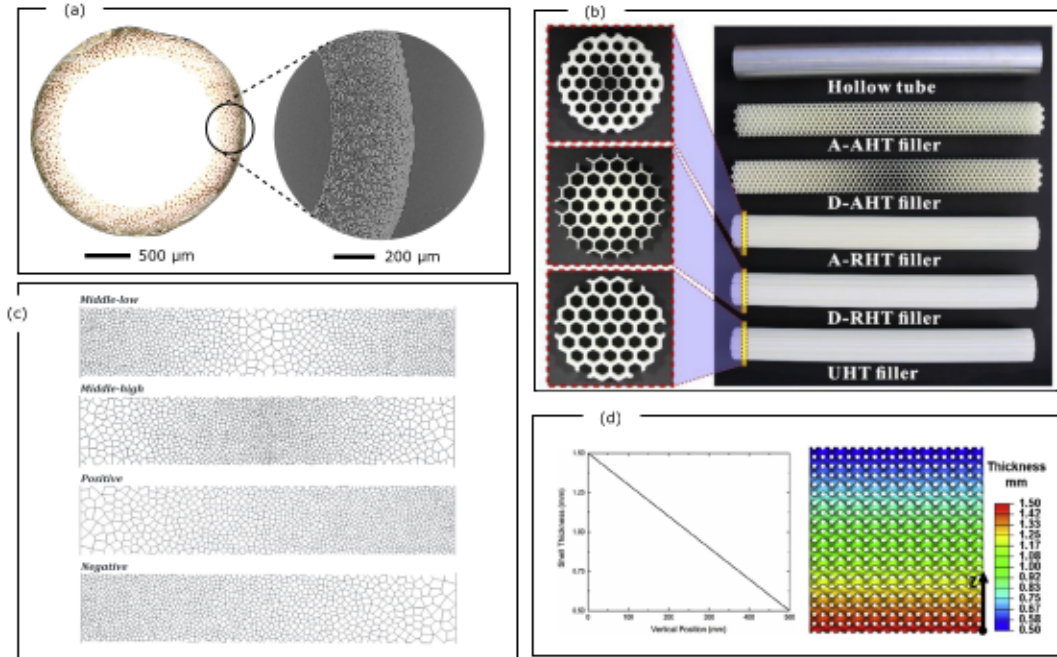 (a)
500 µm
200 µm
(b)
Hollow tube
A-AHT filler
D-AHT filler
A-RHT filler
D-RHT filler
UHT filler
(c)
Middle-low
Middle-high
Positive
Negative
(d)
1.50
1.25
1.00
0.75
0.50
Shell Thickness (mm)
0 100 200 300 400 500
Vertical Position (mm)
Z
Thickness
mm
1.50
1.42
1.33
1.25
1.17
1.08
1.00
0.92
0.83
0.75
0.67
0.58
0.50